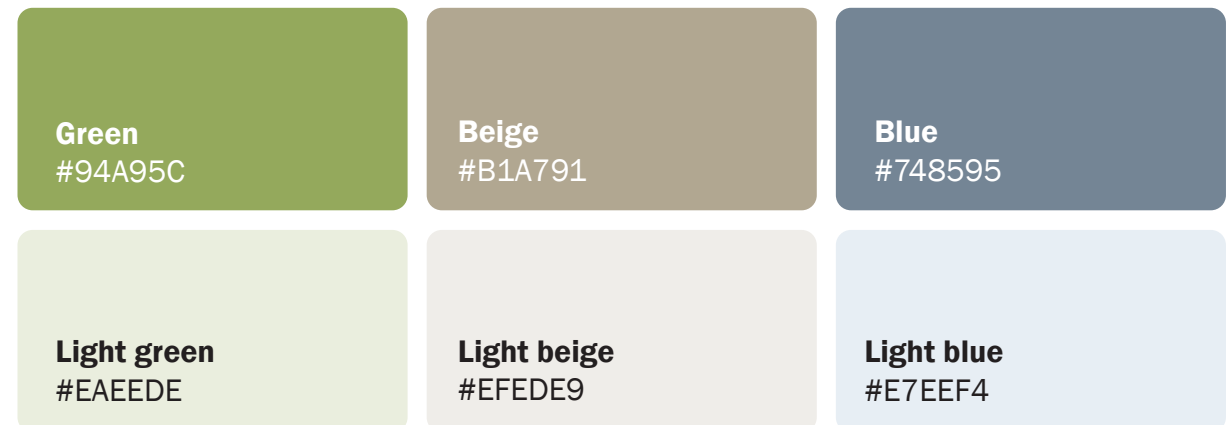 Green
#94A95C
Beige
#B1A791
Blue
#748595
Light green
#EAEEDE
Light beige
#EFEDE9
Light blue
#E7EEF4